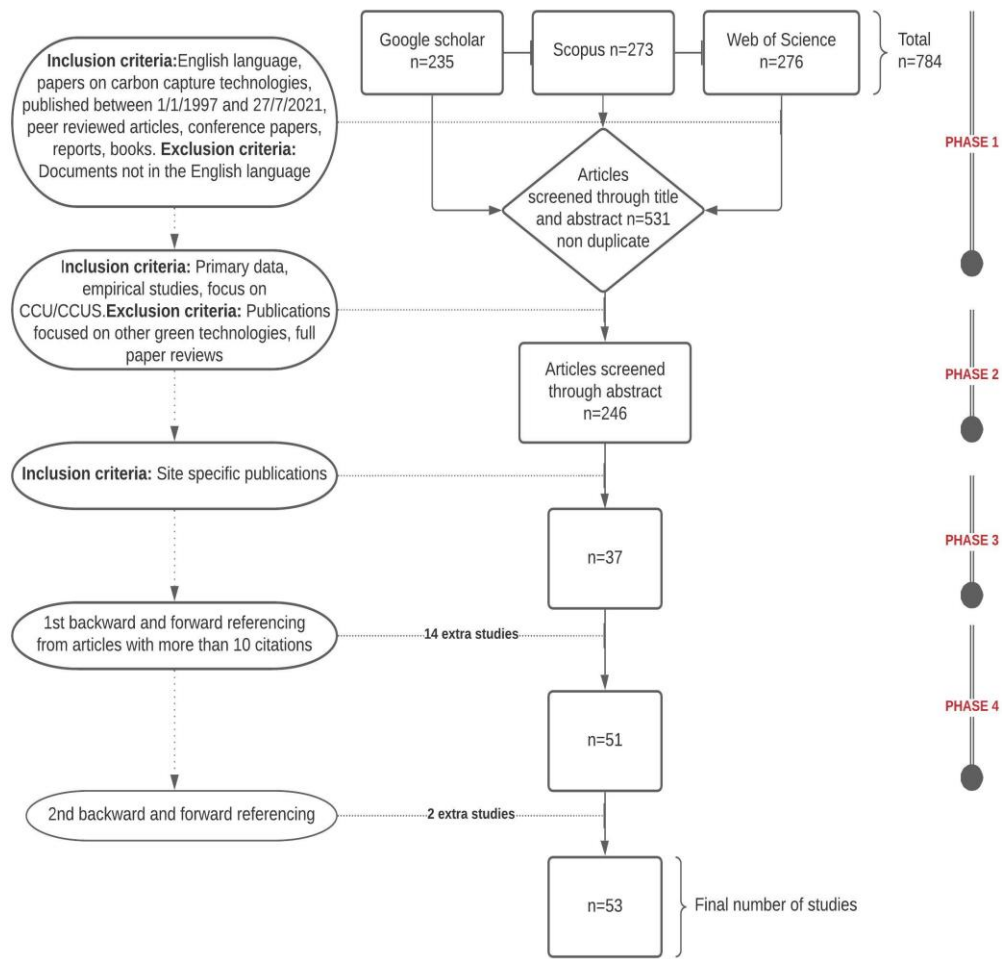 Google scholar
n=235
Scopus n=273
Web of Science
n=276
Total
n=784
Inclusion criteria:English language,
papers on carbon capture technologies,
published between 1/1/1997 and 27/7/2021,
peer reviewed articles, conference papers,
reports, books. Exclusion criteria:
Documents not in the English language
PHASE 1
Articles
screened through title
and abstract n=531
non duplicate
Inclusion criteria: Primary data,
empirical studies, focus on
CCU/CCUS.Exclusion criteria: Publications
focused on other green technologies, full
paper reviews
Articles screened
through abstract
n=246
PHASE 2
Inclusion criteria: Site specific publications
n=37
PHASE 3
1st backward and forward referencing
from articles with more than 10 citations
14 extra studies
n=51
PHASE 4
2nd backward and forward referencing
2 extra studies
n=53
Final number of studies